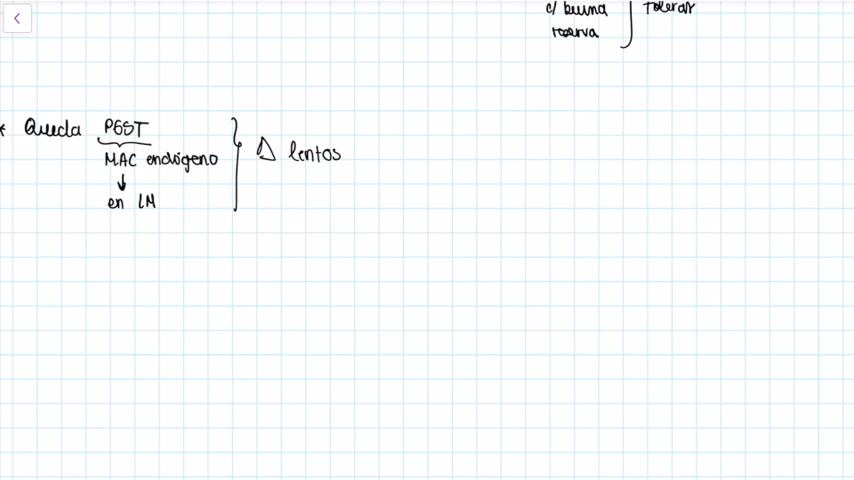 c/ buena
reserva
tolerar
* Queda PGST
MAC endógeno
en LM
Δ lentos